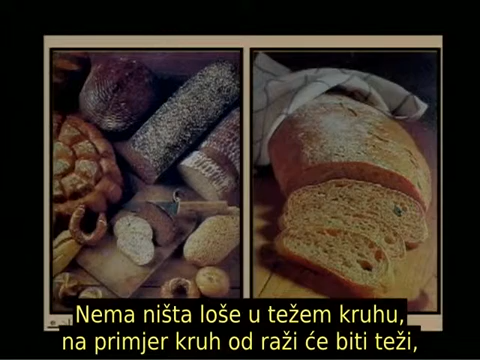 Nema ništa loše u težem kruhu,
na primjer kruh od raži će biti teži,